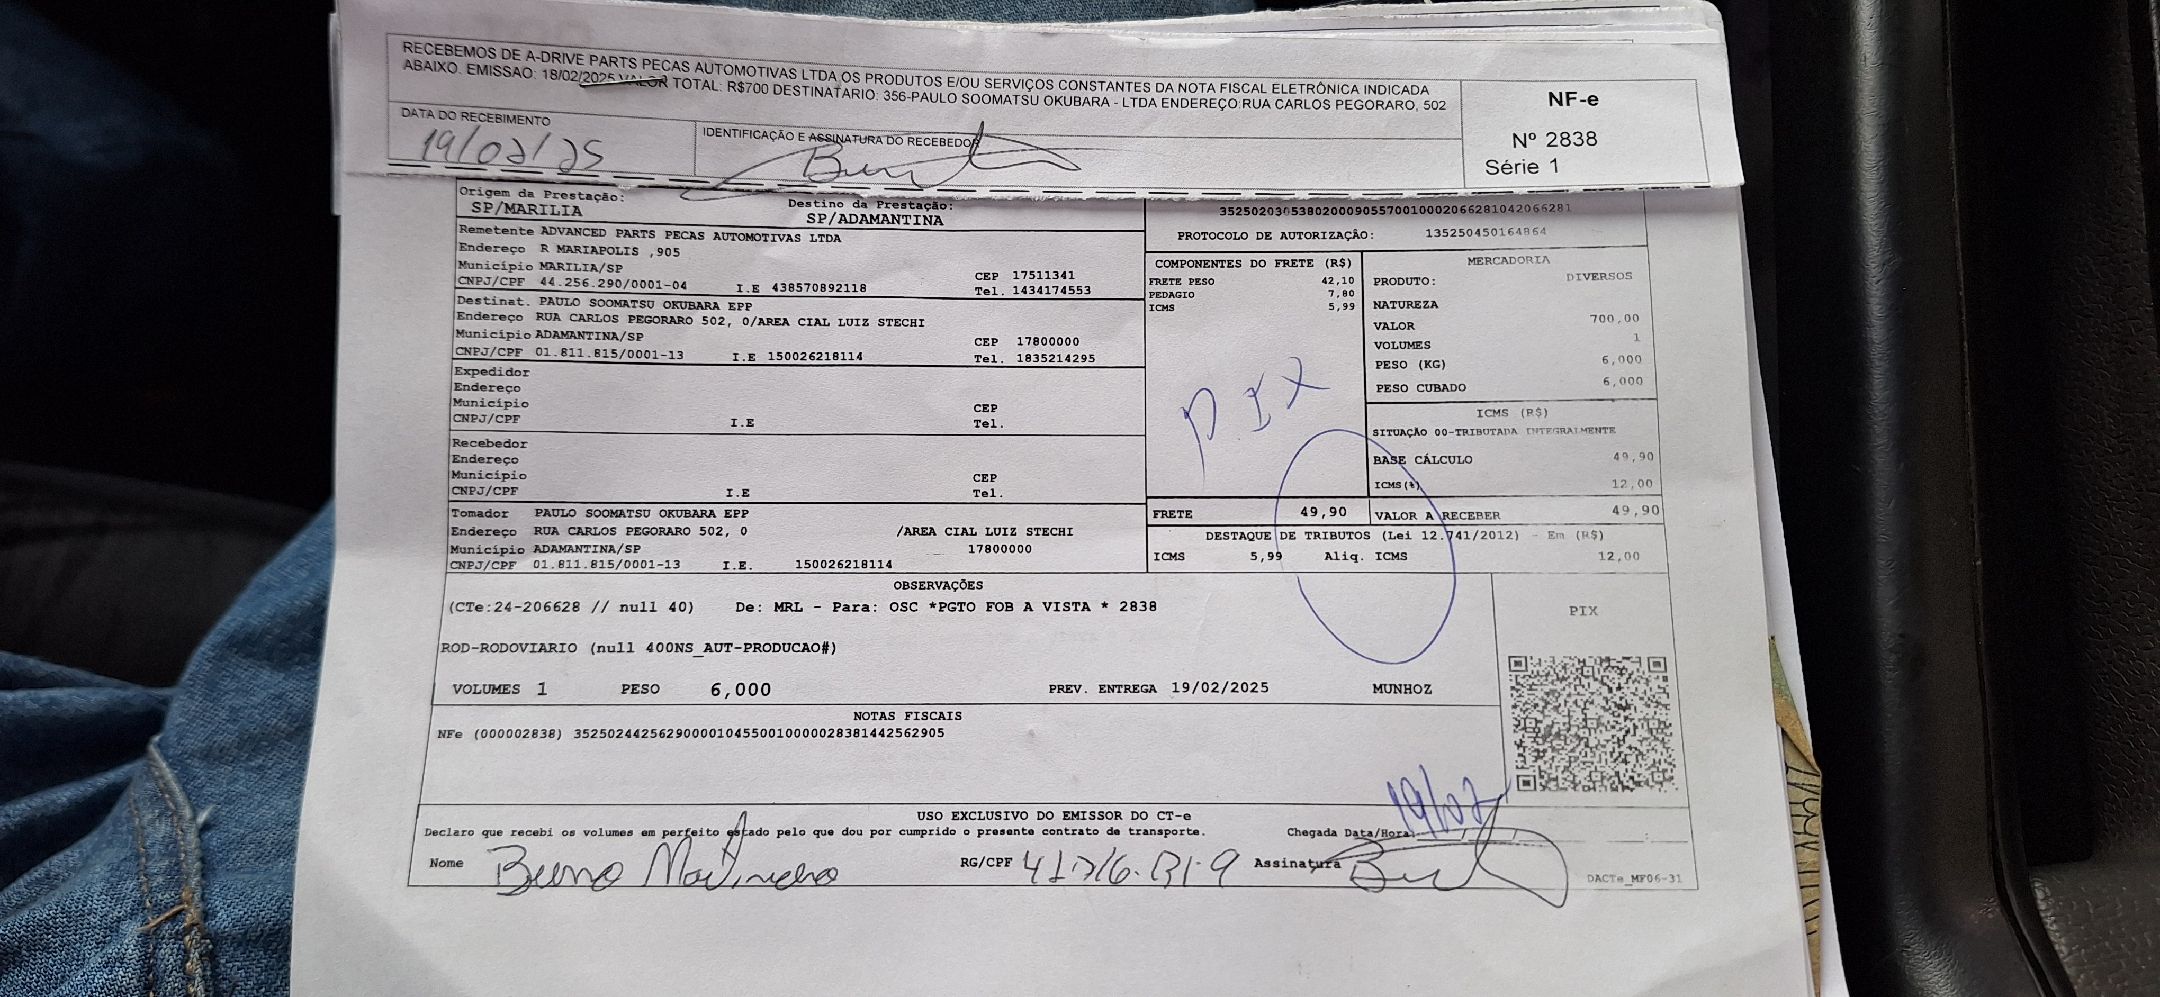 RECEBEMOS DE A-DRIVE PARTS PECAS AUTOMOTIVAS LTDA OS PRODUTOS E/OU SERVIÇOS CONSTANTES DA NOTA FISCAL ELETRÔNICA INDICADA
ABAIXO. EMISSAO: 18/02/2025 VALOR TOTAL: R$700 DESTINATARIO: 356-PAULO SOOMATSU OKUBARA - LTDA ENDEREÇO:RUA CARLOS PEGORARO, 502
NF-e
Nº 2838
Série 1
DATA DO RECEBIMENTO
19/02/25
IDENTIFICAÇÃO E ASSINATURA DO RECEBEDOR
Origem da Prestação:
SP/MARILIA
Destino da Prestação:
SP/ADAMANTINA
PROTOCOLO DE AUTORIZAÇÃO: 135250450164864
Remetente ADVANCED PARTS PECAS AUTOMOTIVAS LTDA
Endereço R MARIAPOLIS ,905
Município MARILIA/SP CEP 17511341
CNPJ/CPF 44.256.290/0001-04 I.E 438570892118 Tel. 1434174553
Destinat. PAULO SOOMATSU OKUBARA EPP
Endereço RUA CARLOS PEGORARO 502, 0/AREA CIAL LUIZ STECHI
Município ADAMANTINA/SP CEP 17800000
CNPJ/CPF 01.811.815/0001-13 I.E 150026218114 Tel. 1835214295
Expedidor
Endereço
Município CEP
CNPJ/CPF I.E Tel.
Recebedor
Endereço
Município CEP
CNPJ/CPF I.E Tel.
Tomador PAULO SOOMATSU OKUBARA EPP
Endereço RUA CARLOS PEGORARO 502, 0 /AREA CIAL LUIZ STECHI
Município ADAMANTINA/SP 17800000
CNPJ/CPF 01.811.815/0001-13 I.E. 150026218114
COMPONENTES DO FRETE (R$)
FRETE PESO 42,10
PEDAGIO 7,80
ICMS 5,99
PIX
FRETE 49,90
MERCADORIA
PRODUTO: DIVERSOS
NATUREZA
VALOR 700,00
VOLUMES 1
PESO (KG) 6,000
PESO CUBADO 6,000
ICMS (R$)
SITUAÇÃO 00-TRIBUTADA INTEGRALMENTE
BASE CÁLCULO 49,90
ICMS(%) 12,00
VALOR A RECEBER 49,90
DESTAQUE DE TRIBUTOS (Lei 12.741/2012) - Em (R$)
ICMS 5,99 Aliq. ICMS 12,00
OBSERVAÇÕES
(CTe:24-206628 // null 40) De: MRL - Para: OSC *PGTO FOB A VISTA * 2838
ROD-RODOVIARIO (null 400NS_AUT-PRODUCAO#)
VOLUMES 1 PESO 6,000 PREV. ENTREGA 19/02/2025 MUNHOZ
PIX
NOTAS FISCAIS
NFe (000002838) 35250244256290000104550010000028381442562905
USO EXCLUSIVO DO EMISSOR DO CT-e
Declaro que recebi os volumes em perfeito estado pelo que dou por cumprido o presente contrato de transporte.
Chegada Data/Hora: 19/02
Nome Bruno
RG/CPF
Assinatura
DACTe_MF06-31